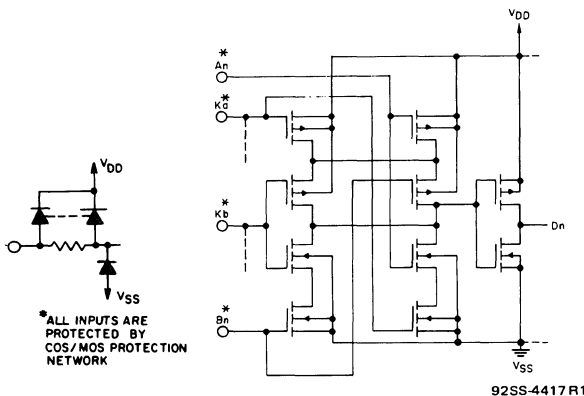 VDD
*
An
*
Ka
VDD
*
Kb
Dn
VSS
*
Bn
*ALL INPUTS ARE
PROTECTED BY
COS/MOS PROTECTION
NETWORK
VSS
92SS-4417R1